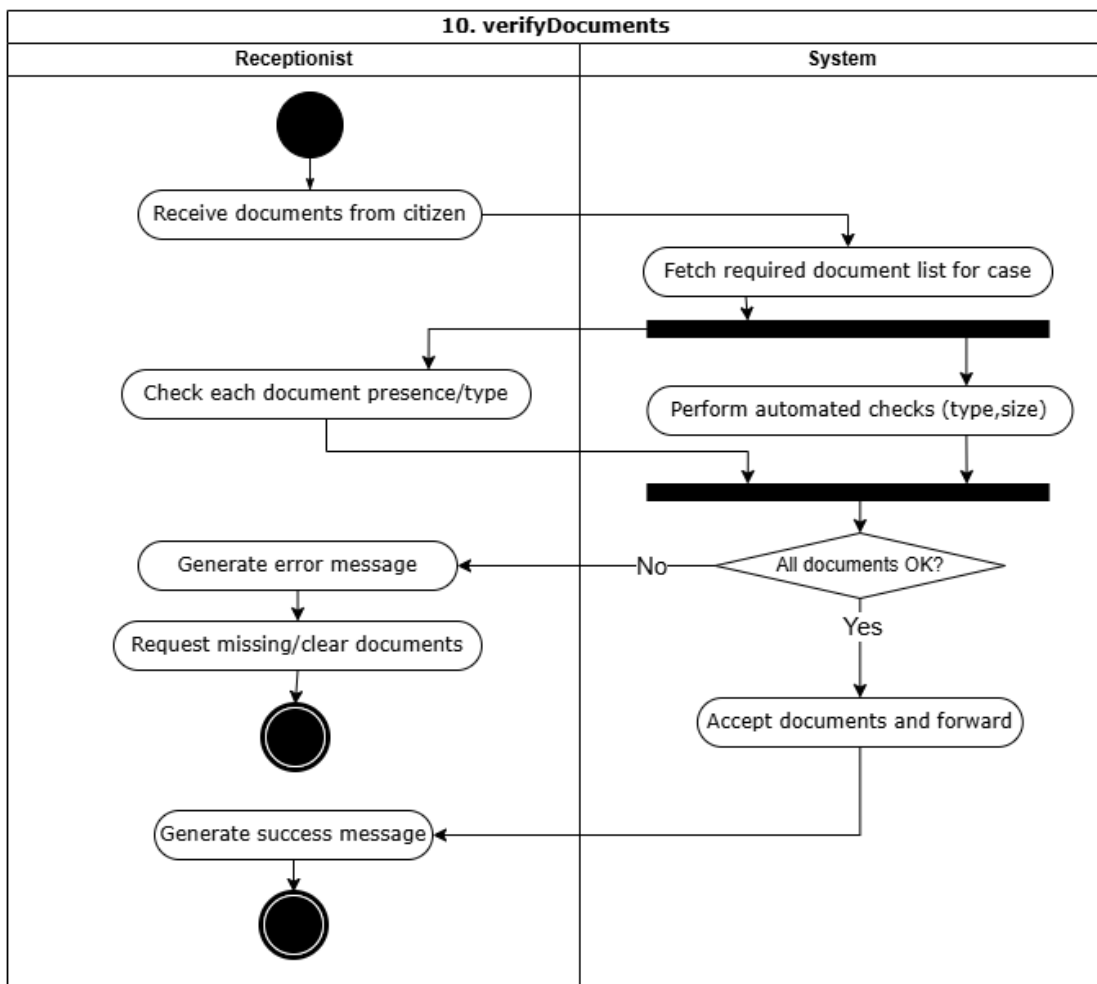 10. verifyDocuments
Receptionist
System
Receive documents from citizen
Fetch required document list for case
Check each document presence/type
Perform automated checks (type,size)
All documents OK?
No
Generate error message
Yes
Request missing/clear documents
Accept documents and forward
Generate success message